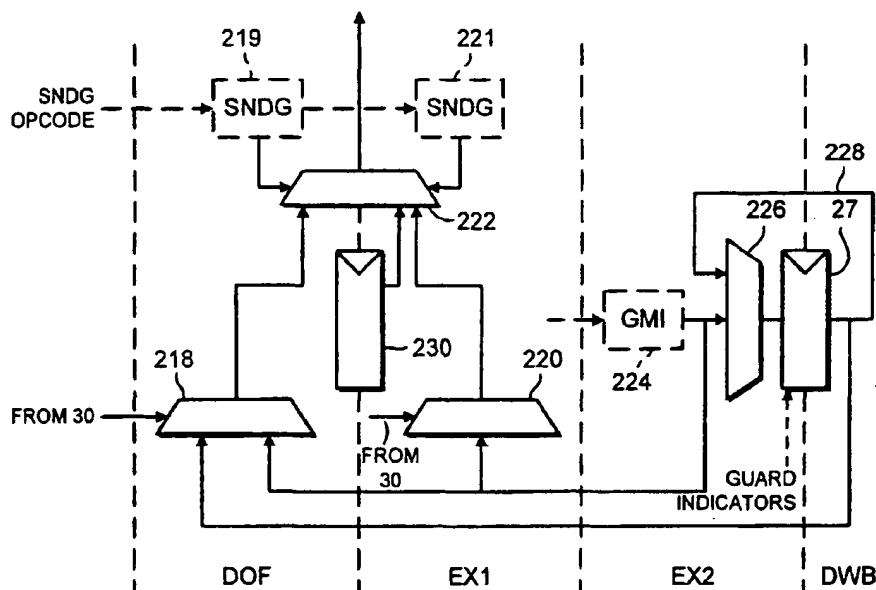 219
221
SNDG
OPCODE
SNDG
SNDG
228
222
226
27
GMI
230
224
218
220
FROM 30
FROM
30
GUARD
INDICATORS
DOF
EX1
EX2
DWB